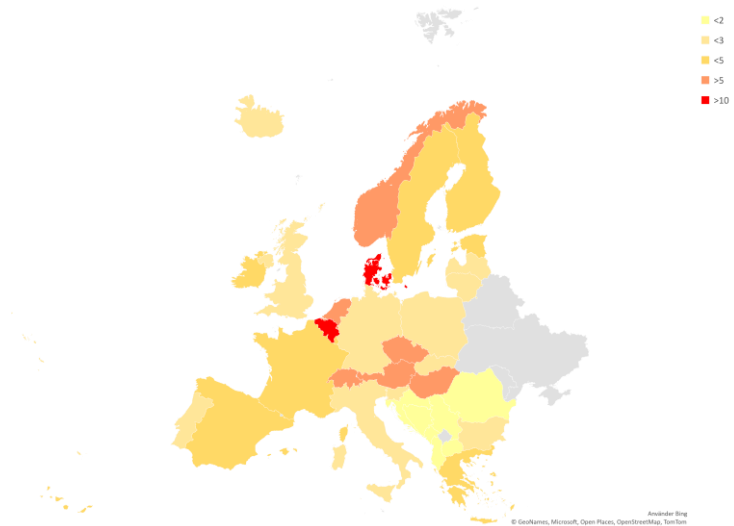 <2
<3
<5
>5
>10
Använder Bing
© GeoNames, Microsoft, Open Places, OpenStreetMap, TomTom